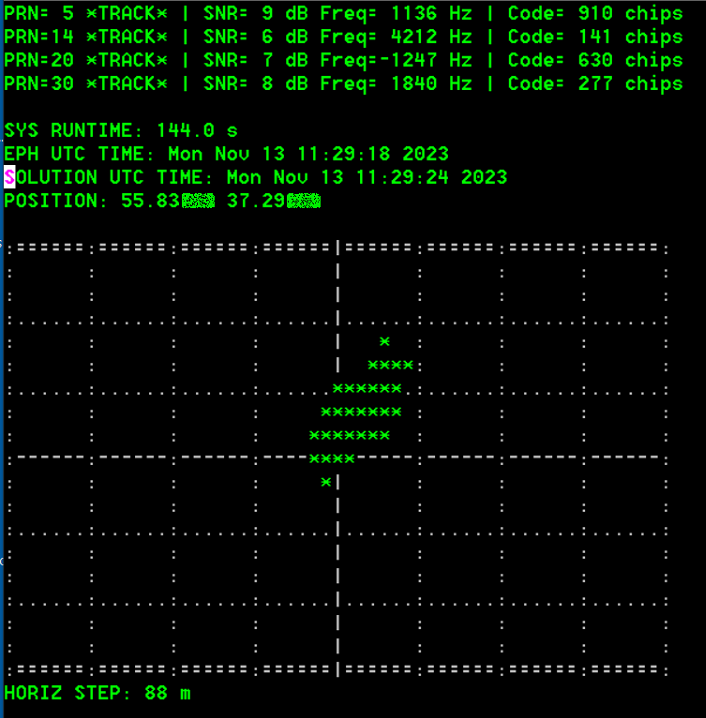 PRN= 5 *TRACK* | SNR= 9 dB Freq= 1136 Hz | Code= 910 chips
PRN=14 *TRACK* | SNR= 6 dB Freq= 4212 Hz | Code= 141 chips
PRN=20 *TRACK* | SNR= 7 dB Freq=-1247 Hz | Code= 630 chips
PRN=30 *TRACK* | SNR= 8 dB Freq= 1840 Hz | Code= 277 chips
SYS RUNTIME: 144.0 s
EPH UTC TIME: Mon Nov 13 11:29:18 2023
SOLUTION UTC TIME: Mon Nov 13 11:29:24 2023
POSITION: 55.83 37.29
HORIZ STEP: 88 m